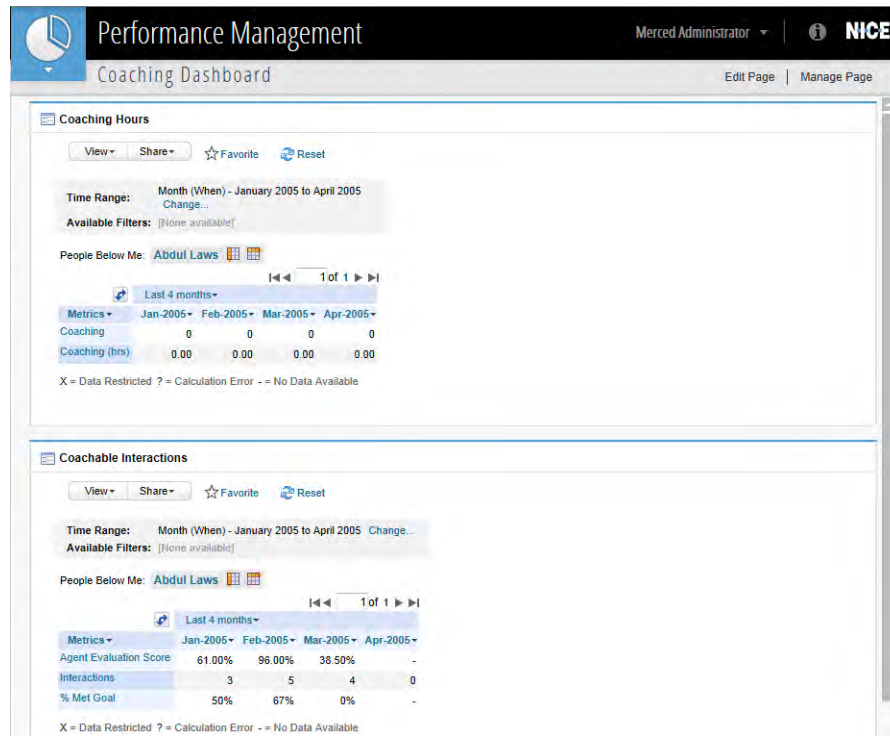 Performance Management
Merced Administrator
NICE
Coaching Dashboard
Edit Page | Manage Page
Coaching Hours
View Share Favorite Reset
Time Range: Month (When) - January 2005 to April 2005
Change...
Available Filters: [None available]
People Below Me: Abdul Laws
1 of 1
Last 4 months
Metrics Jan-2005 Feb-2005 Mar-2005 Apr-2005
Coaching 0 0 0 0
Coaching (hrs) 0.00 0.00 0.00 0.00
X = Data Restricted ? = Calculation Error - = No Data Available
Coachable Interactions
View Share Favorite Reset
Time Range: Month (When) - January 2005 to April 2005 Change...
Available Filters: [None available]
People Below Me: Abdul Laws
1 of 1
Last 4 months
Metrics Jan-2005 Feb-2005 Mar-2005 Apr-2005
Agent Evaluation Score 61.00% 96.00% 38.50% -
Interactions 3 5 4 0
% Met Goal 50% 67% 0% -
X = Data Restricted ? = Calculation Error - = No Data Available